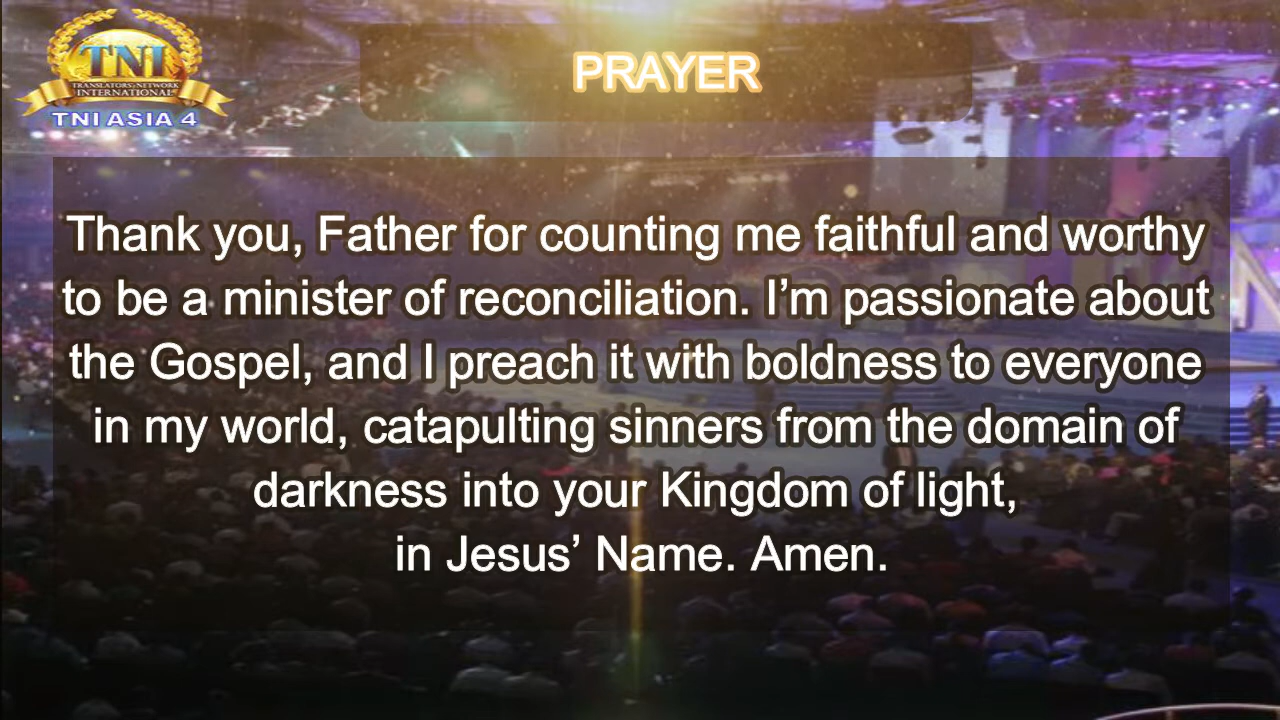 TNI
TRANSLATORS' NETWORK
INTERNATIONAL
TNI ASIA 4
PRAYER
Thank you, Father for counting me faithful and worthy
to be a minister of reconciliation. I’m passionate about
the Gospel, and I preach it with boldness to everyone
in my world, catapulting sinners from the domain of
darkness into your Kingdom of light,
in Jesus’ Name. Amen.